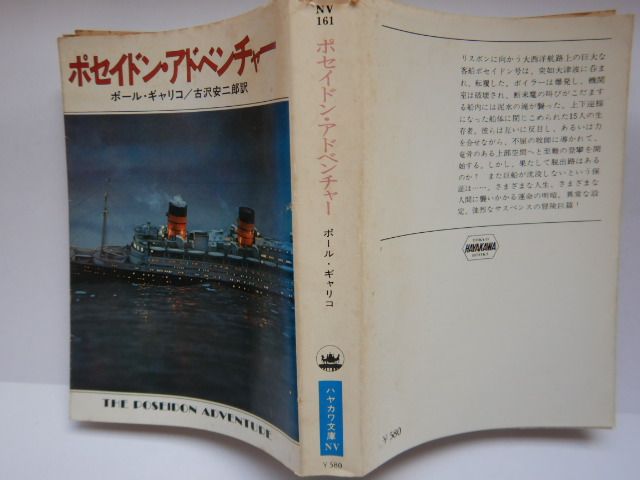 ポセイドン・アドベンチャー
ポール・ギャリコ／古沢安二郎訳
THE POSEIDON ADVENTURE
NV
161
ポセイドン・アドベンチャー
ポール・ギャリコ
ハヤカワ文庫
NV
￥580
リスボンに向かう大西洋航路上の巨大な
客船ポセイドン号は、突如大津波に呑ま
れ、転覆した。ボイラーは爆発し、機関
室は破壊され、断末魔の叫びがこだます
る船内には泥水の滝が襲った。上下逆様
になった船体に閉じこめられた15人の生
存者。彼らは互いに反目し、あるいは力
を合せながら、不屈の牧師に導かれて、
竜骨のある上部空間へと至難の登攀を開
始する。しかし、果たして脱出路はある
のか？ また巨船が沈没しないという保
証は……。さまざまな人生、さまざまな
人間に襲いかかる運命の明暗。異常な設
定、強烈なサスペンスの冒険巨篇！
TOKYO
HAYAKAWA
BOOKS
￥580